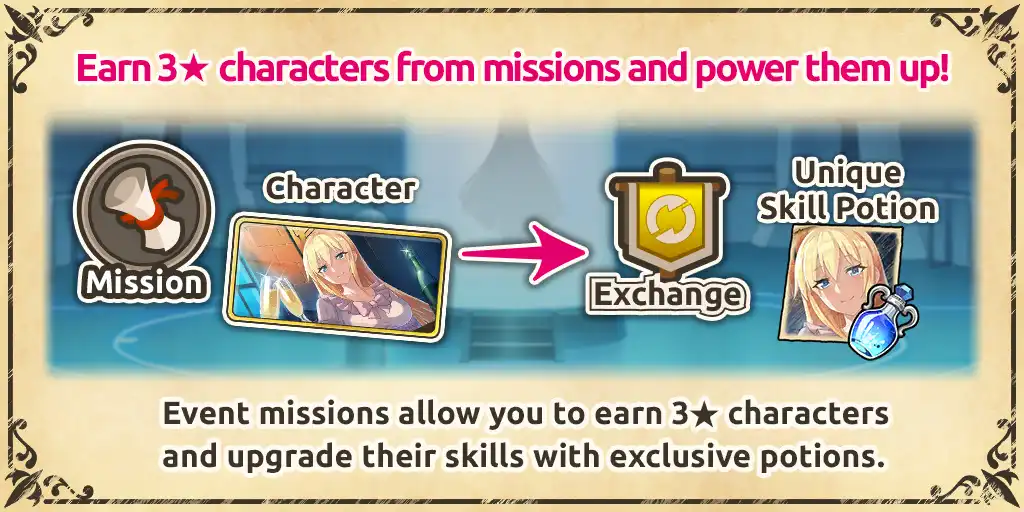 Earn 3★ characters from missions and power them up!
Mission
Character
Exchange
Unique
Skill Potion
Event missions allow you to earn 3★ characters
and upgrade their skills with exclusive potions.